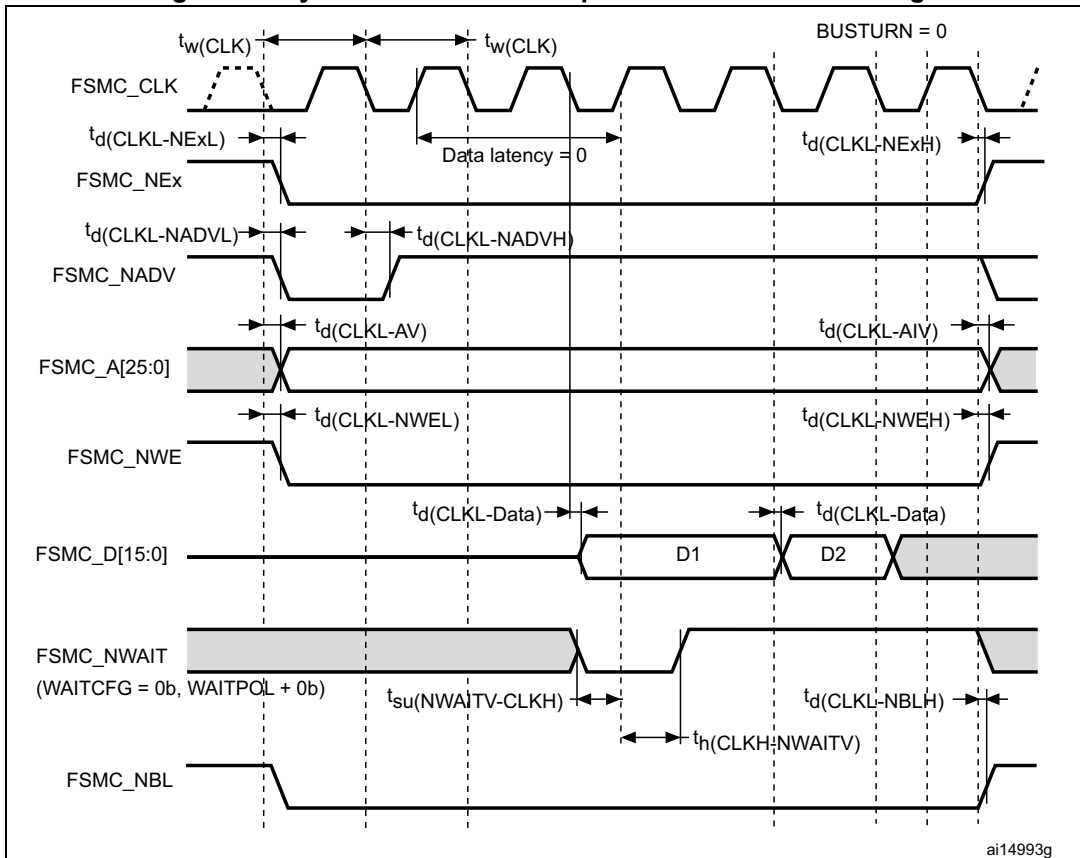 BUSTURN = 0
tw(CLK)
tw(CLK)
FSMC_CLK
td(CLKL-NExL)
Data latency = 0
td(CLKL-NExH)
FSMC_NEx
td(CLKL-NADVL)
td(CLKL-NADVH)
FSMC_NADV
td(CLKL-AV)
td(CLKL-AIV)
FSMC_A[25:0]
td(CLKL-NWEL)
td(CLKL-NWEH)
FSMC_NWE
td(CLKL-Data)
td(CLKL-Data)
FSMC_D[15:0]
D1
D2
FSMC_NWAIT
(WAITCFG = 0b, WAITPOL + 0b)
tsu(NWAITV-CLKH)
td(CLKL-NBLH)
th(CLKH-NWAITV)
FSMC_NBL
ai14993g